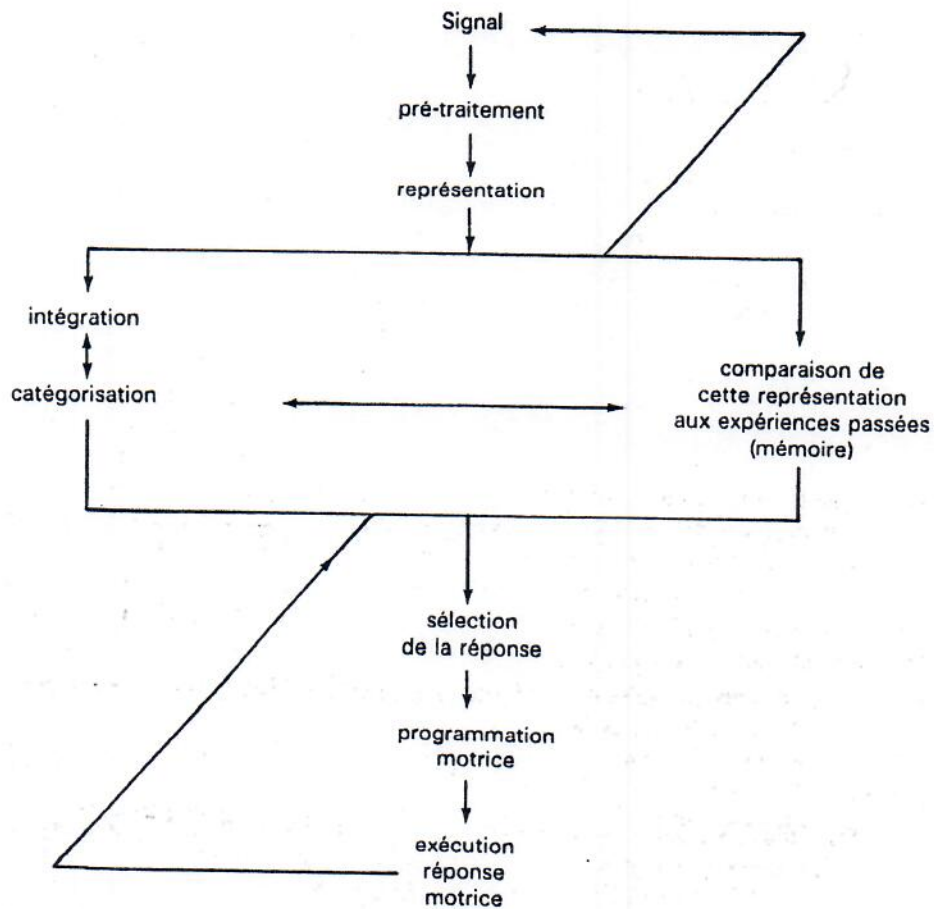 Signal
pré-traitement
représentation
intégration
catégorisation
comparaison de
cette représentation
aux expériences passées
(mémoire)
sélection
de la réponse
programmation
motrice
exécution
réponse
motrice